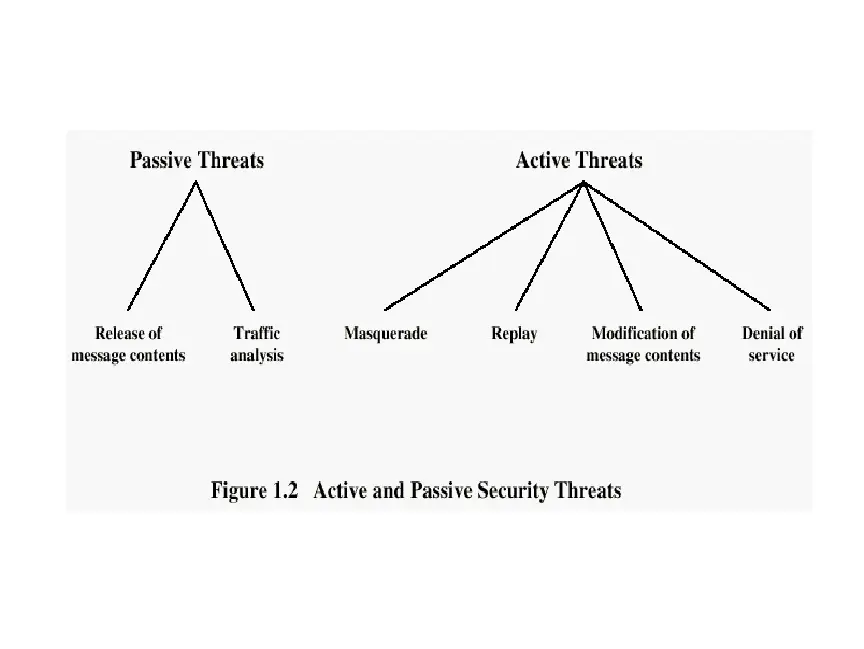 Passive Threats
Active Threats
Release of
message contents
Traffic
analysis
Masquerade
Replay
Modification of
message contents
Denial of
service
Figure 1.2 Active and Passive Security Threats